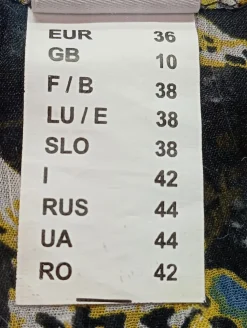 EUR 36
GB 10
F / B 38
LU / E 38
SLO 38
I 42
RUS 44
UA 44
RO 42